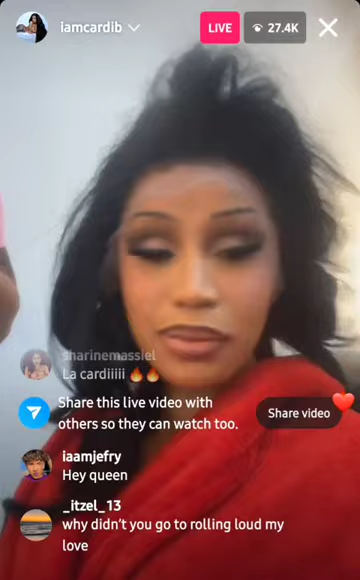 iamcardib
LIVE
27.4K
sharinemassiel
La cardiiiii 🔥🔥
Share this live video with
others so they can watch too.
Share video
iaamjefry
Hey queen
_itzel_13
why didn't you go to rolling loud my
love